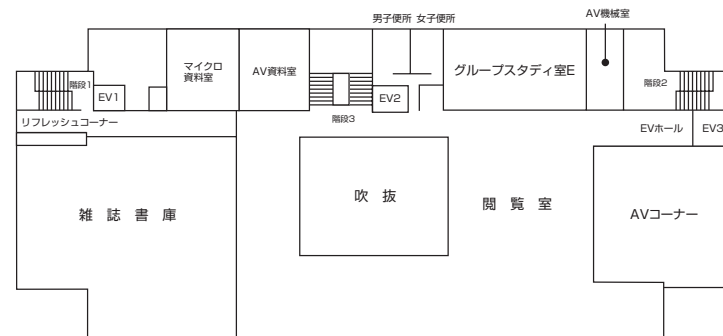 男子便所 女子便所
AV機械室
マイクロ
資料室
AV資料室
グループスタディ室E
階段1
階段2
EV1
EV2
階段3
リフレッシュコーナー
EVホール
EV3
吹 抜
閲 覧 室
雑 誌 書 庫
AVコーナー